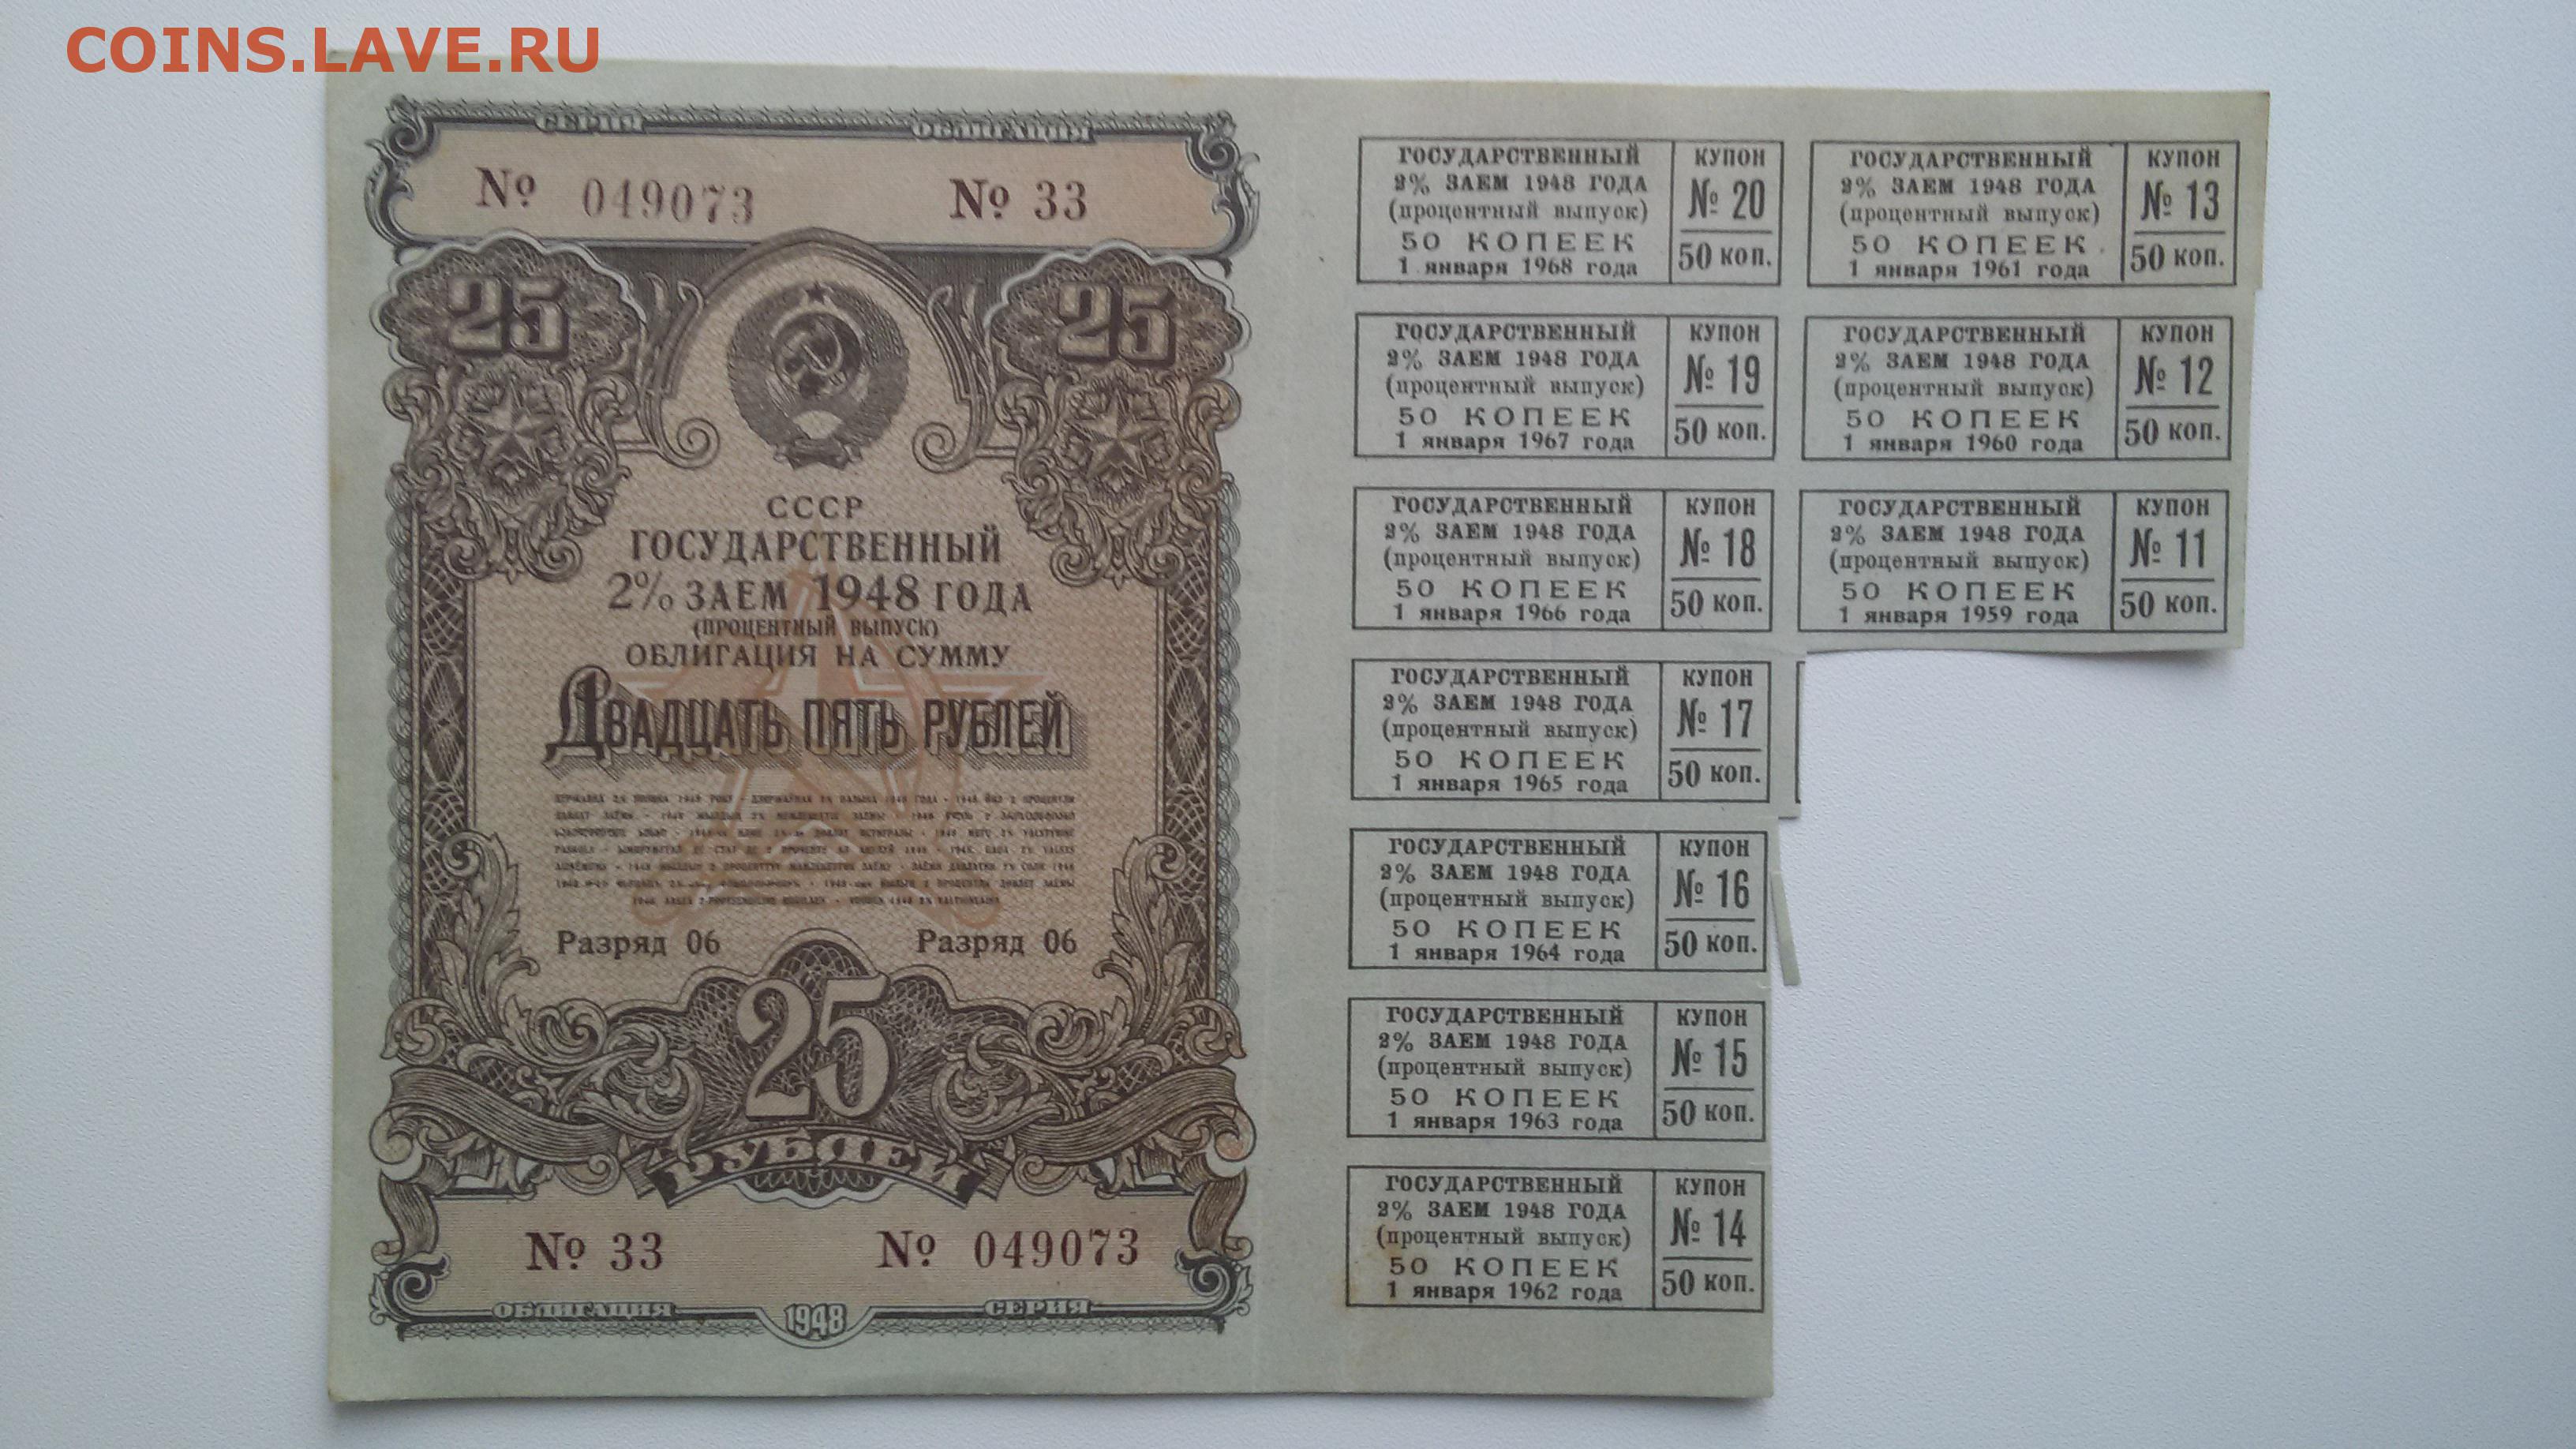 COINS.LAVE.RU
СЕРИЯ ОБЛИГАЦИЯ
№ 049073 № 33
25 25
СССР
ГОСУДАРСТВЕННЫЙ
2% ЗАЕМ 1948 ГОДА
(ПРОЦЕНТНЫЙ ВЫПУСК)
ОБЛИГАЦИЯ НА СУММУ
ДВАДЦАТЬ ПЯТЬ РУБЛЕЙ
Разряд 06 Разряд 06
25
РУБЛЕЙ
№ 33 № 049073
ОБЛИГАЦИЯ 1948 СЕРИЯ
ГОСУДАРСТВЕННЫЙ КУПОН
2% ЗАЕМ 1948 ГОДА № 20
(процентный выпуск)
50 КОПЕЕК 50 коп.
1 января 1968 года
ГОСУДАРСТВЕННЫЙ КУПОН
2% ЗАЕМ 1948 ГОДА № 13
(процентный выпуск)
50 КОПЕЕК 50 коп.
1 января 1961 года
ГОСУДАРСТВЕННЫЙ КУПОН
2% ЗАЕМ 1948 ГОДА № 19
(процентный выпуск)
50 КОПЕЕК 50 коп.
1 января 1967 года
ГОСУДАРСТВЕННЫЙ КУПОН
2% ЗАЕМ 1948 ГОДА № 12
(процентный выпуск)
50 КОПЕЕК 50 коп.
1 января 1960 года
ГОСУДАРСТВЕННЫЙ КУПОН
2% ЗАЕМ 1948 ГОДА № 18
(процентный выпуск)
50 КОПЕЕК 50 коп.
1 января 1966 года
ГОСУДАРСТВЕННЫЙ КУПОН
2% ЗАЕМ 1948 ГОДА № 11
(процентный выпуск)
50 КОПЕЕК 50 коп.
1 января 1959 года
ГОСУДАРСТВЕННЫЙ КУПОН
2% ЗАЕМ 1948 ГОДА № 17
(процентный выпуск)
50 КОПЕЕК 50 коп.
1 января 1965 года
ГОСУДАРСТВЕННЫЙ КУПОН
2% ЗАЕМ 1948 ГОДА № 16
(процентный выпуск)
50 КОПЕЕК 50 коп.
1 января 1964 года
ГОСУДАРСТВЕННЫЙ КУПОН
2% ЗАЕМ 1948 ГОДА № 15
(процентный выпуск)
50 КОПЕЕК 50 коп.
1 января 1963 года
ГОСУДАРСТВЕННЫЙ КУПОН
2% ЗАЕМ 1948 ГОДА № 14
(процентный выпуск)
50 КОПЕЕК 50 коп.
1 января 1962 года